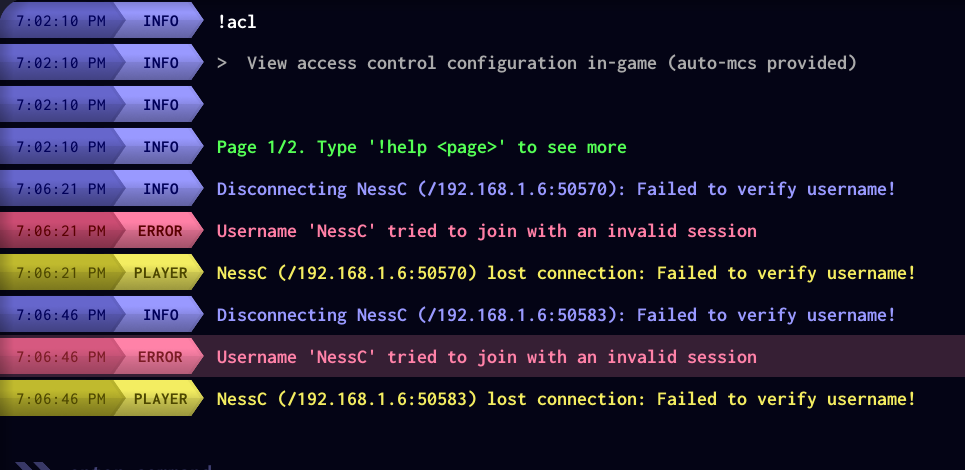 7:02:10 PM INFO !acl
7:02:10 PM INFO > View access control configuration in-game (auto-mcs provided)
7:02:10 PM INFO
7:02:10 PM INFO Page 1/2. Type '!help <page>' to see more
7:06:21 PM INFO Disconnecting NessC (/192.168.1.6:50570): Failed to verify username!
7:06:21 PM ERROR Username 'NessC' tried to join with an invalid session
7:06:21 PM PLAYER NessC (/192.168.1.6:50570) lost connection: Failed to verify username!
7:06:46 PM INFO Disconnecting NessC (/192.168.1.6:50583): Failed to verify username!
7:06:46 PM ERROR Username 'NessC' tried to join with an invalid session
7:06:46 PM PLAYER NessC (/192.168.1.6:50583) lost connection: Failed to verify username!